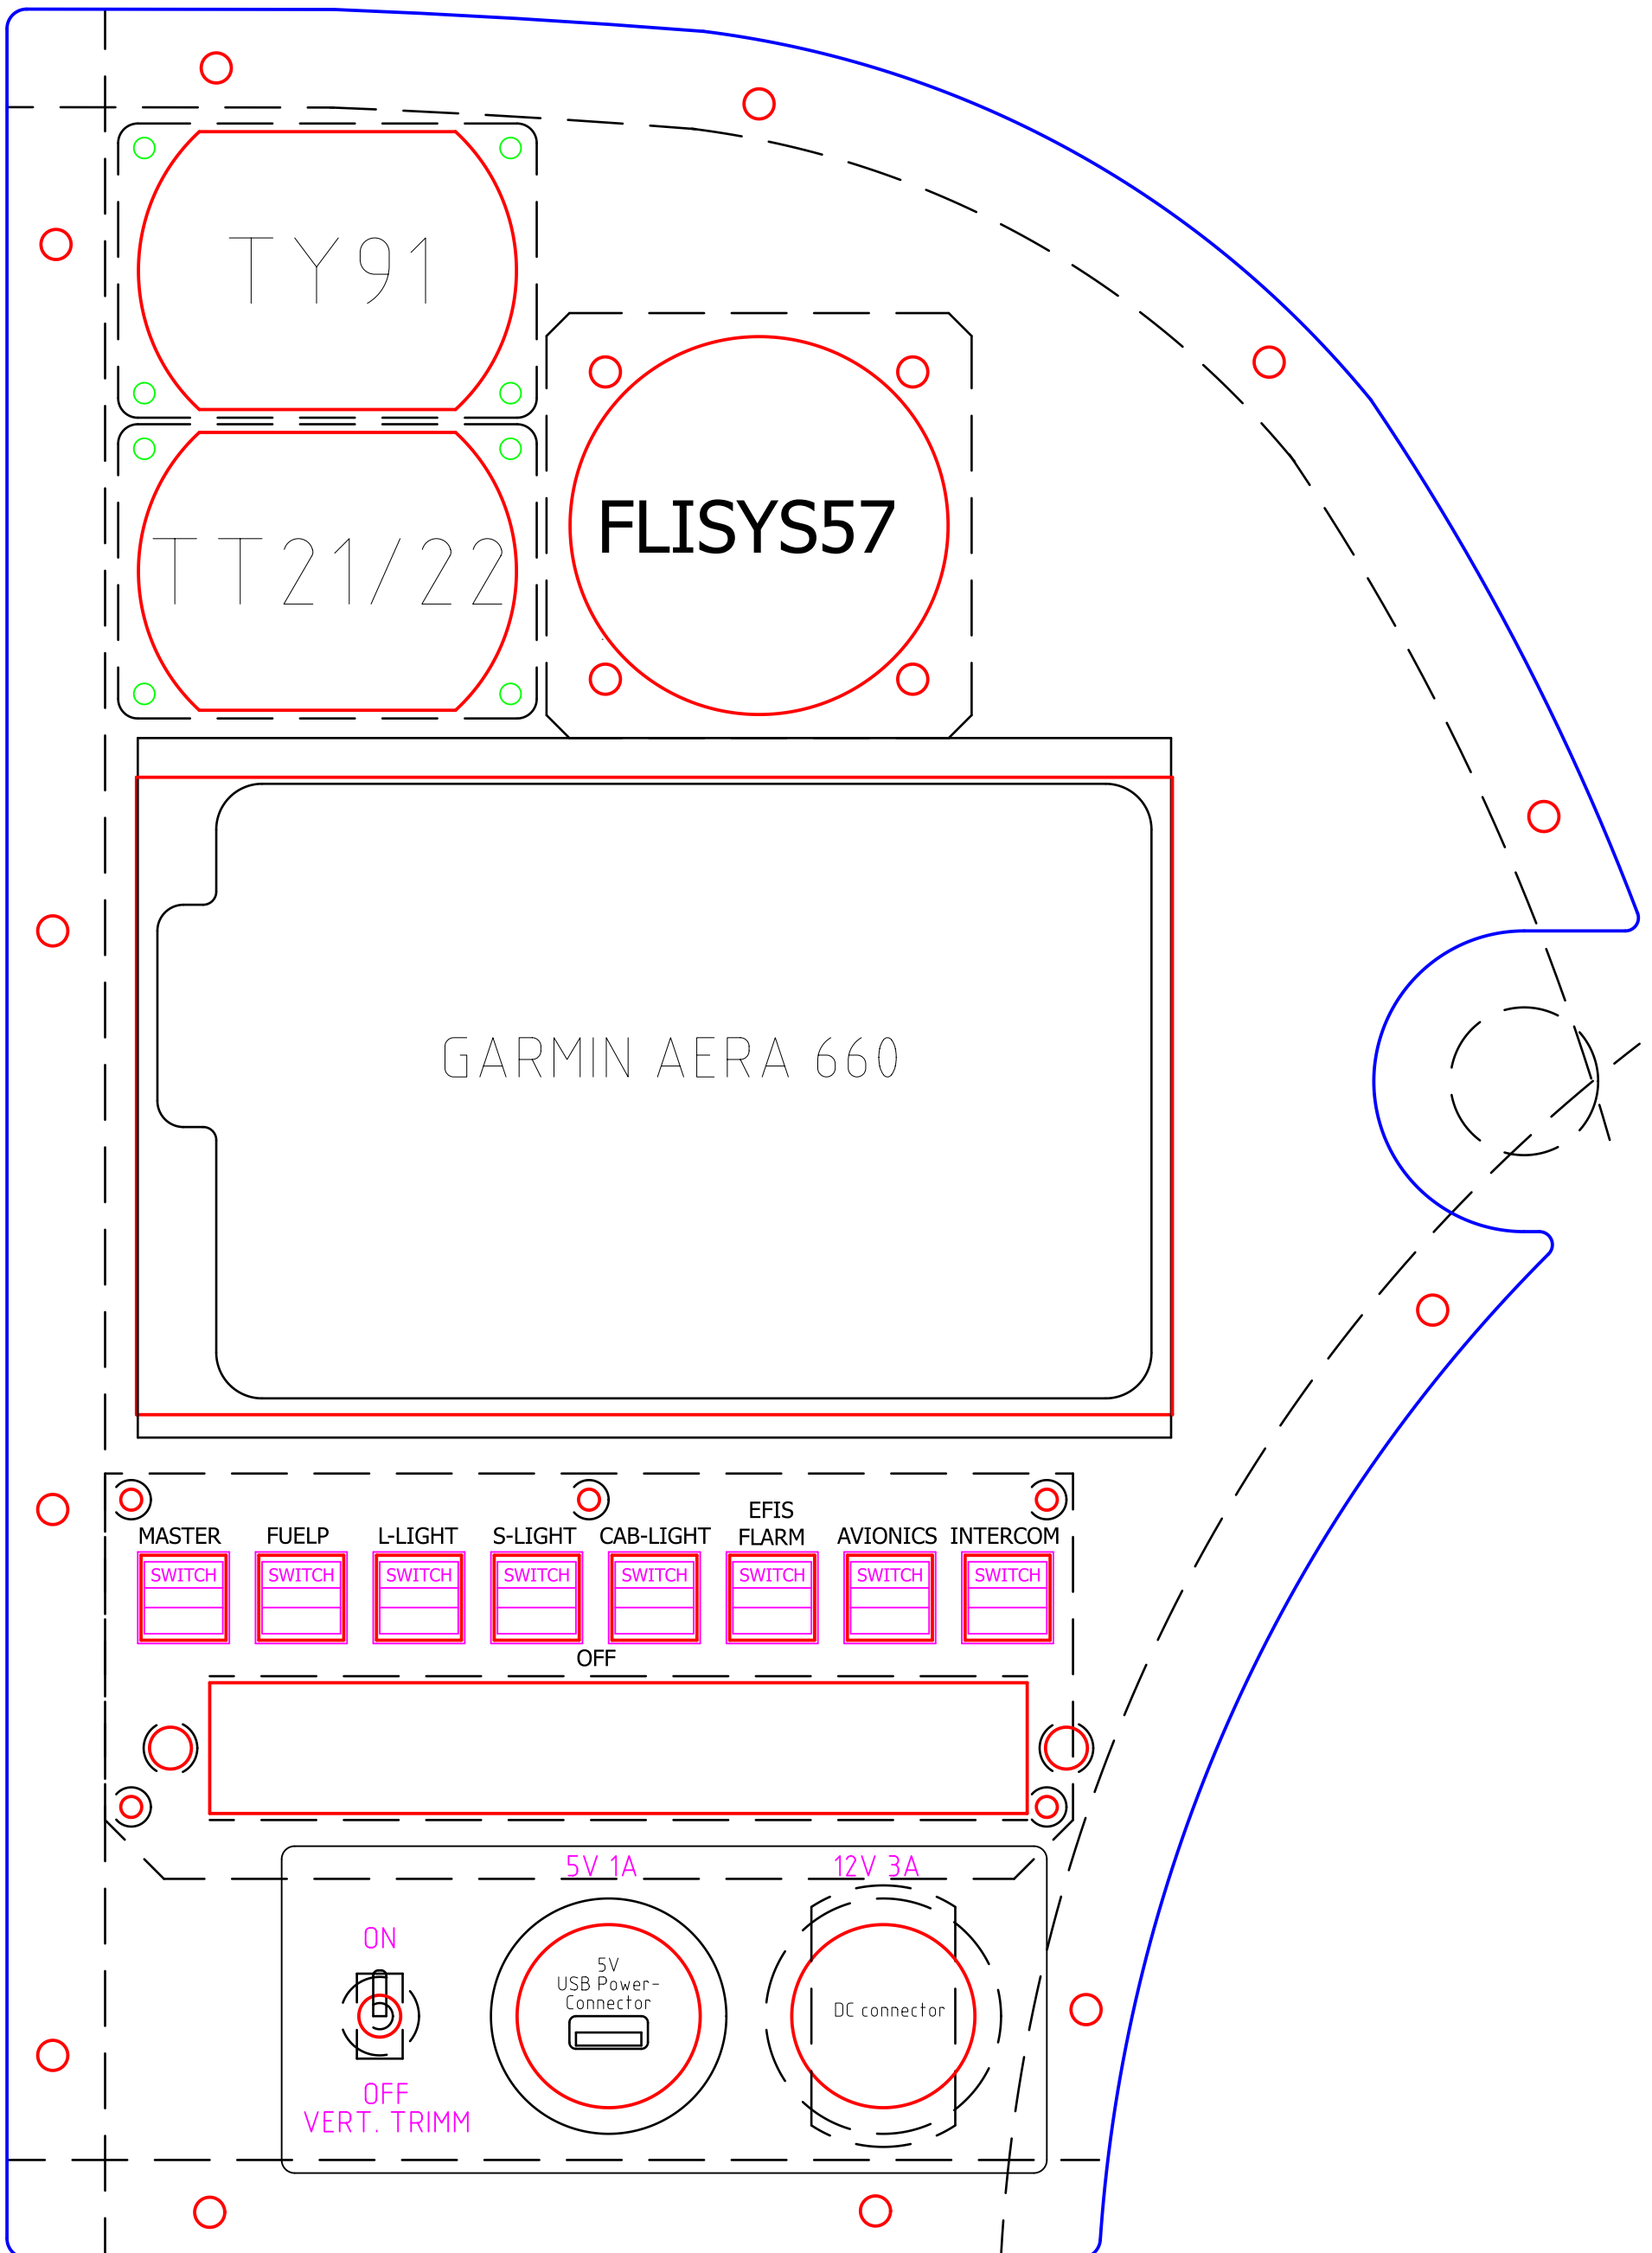 TY91
FLISYS57
TT21/22
GARMIN AERA 660
EFIS
MASTER FUELP L-LIGHT S-LIGHT CAB-LIGHT FLARM AVIONICS INTERCOM
SWITCH SWITCH SWITCH SWITCH SWITCH SWITCH SWITCH SWITCH
OFF
5V 1A 12V 3A
ON
5V
USB Power-
Connector
DC connector
OFF
VERT. TRIMM